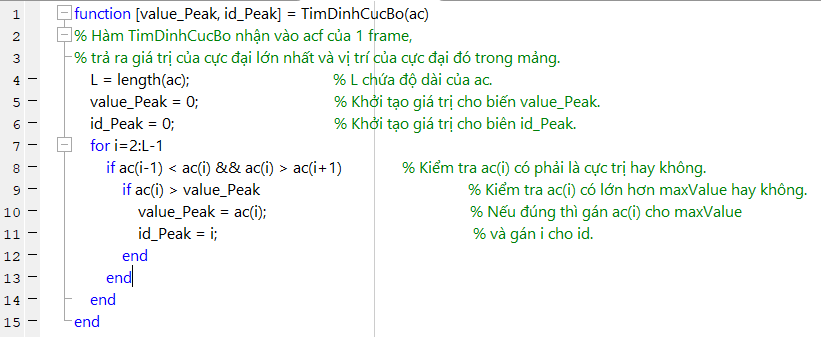 1 function [value_Peak, id_Peak] = TimDinhCucBo(ac)
2 % Hàm TimDinhCucBo nhận vào acf của 1 frame,
3 % trả ra giá trị của cực đại lớn nhất và vị trí của cực đại đó trong mảng.
4 L = length(ac); % L chứa độ dài của ac.
5 value_Peak = 0; % Khởi tạo giá trị cho biến value_Peak.
6 id_Peak = 0; % Khởi tạo giá trị cho biên id_Peak.
7 for i=2:L-1
8 if ac(i-1) < ac(i) && ac(i) > ac(i+1) % Kiểm tra ac(i) có phải là cực trị hay không.
9 if ac(i) > value_Peak % Kiểm tra ac(i) có lớn hơn maxValue hay không.
10 value_Peak = ac(i); % Nếu đúng thì gán ac(i) cho maxValue
11 id_Peak = i; % và gán i cho id.
12 end
13 end
14 end
15 end